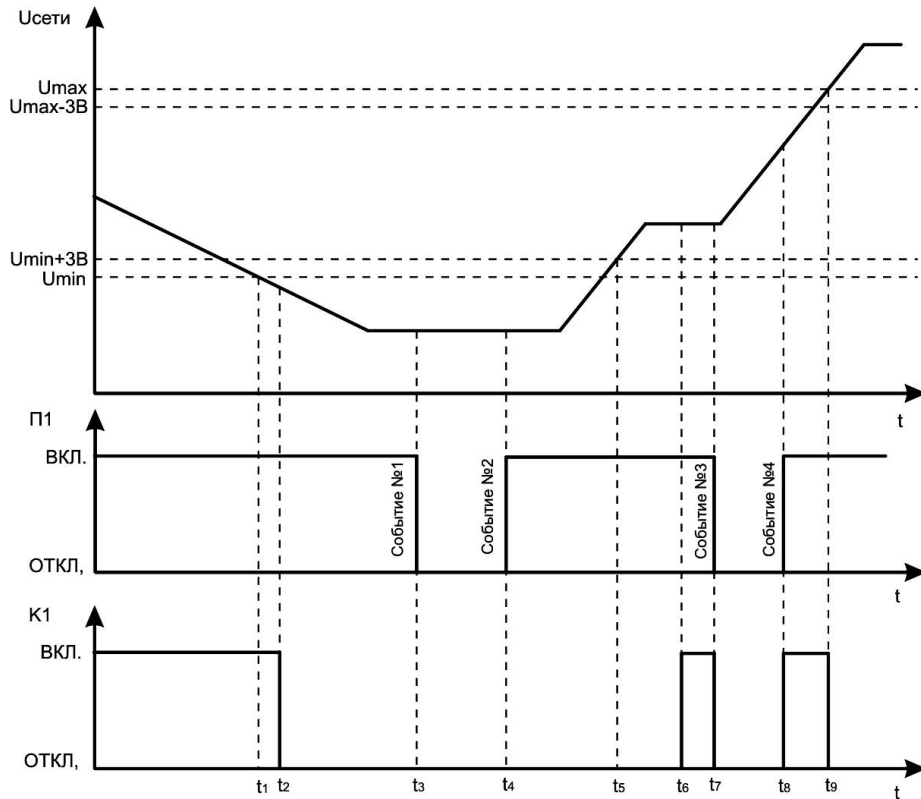 Uсети
Umax
Umax-3В
Umin+3В
Umin
t
П1
ВКЛ.
ОТКЛ,
Событие №1
Событие №2
Событие №3
Событие №4
t
К1
ВКЛ.
ОТКЛ,
t1 t2 t3 t4 t5 t6 t7 t8 t9
t